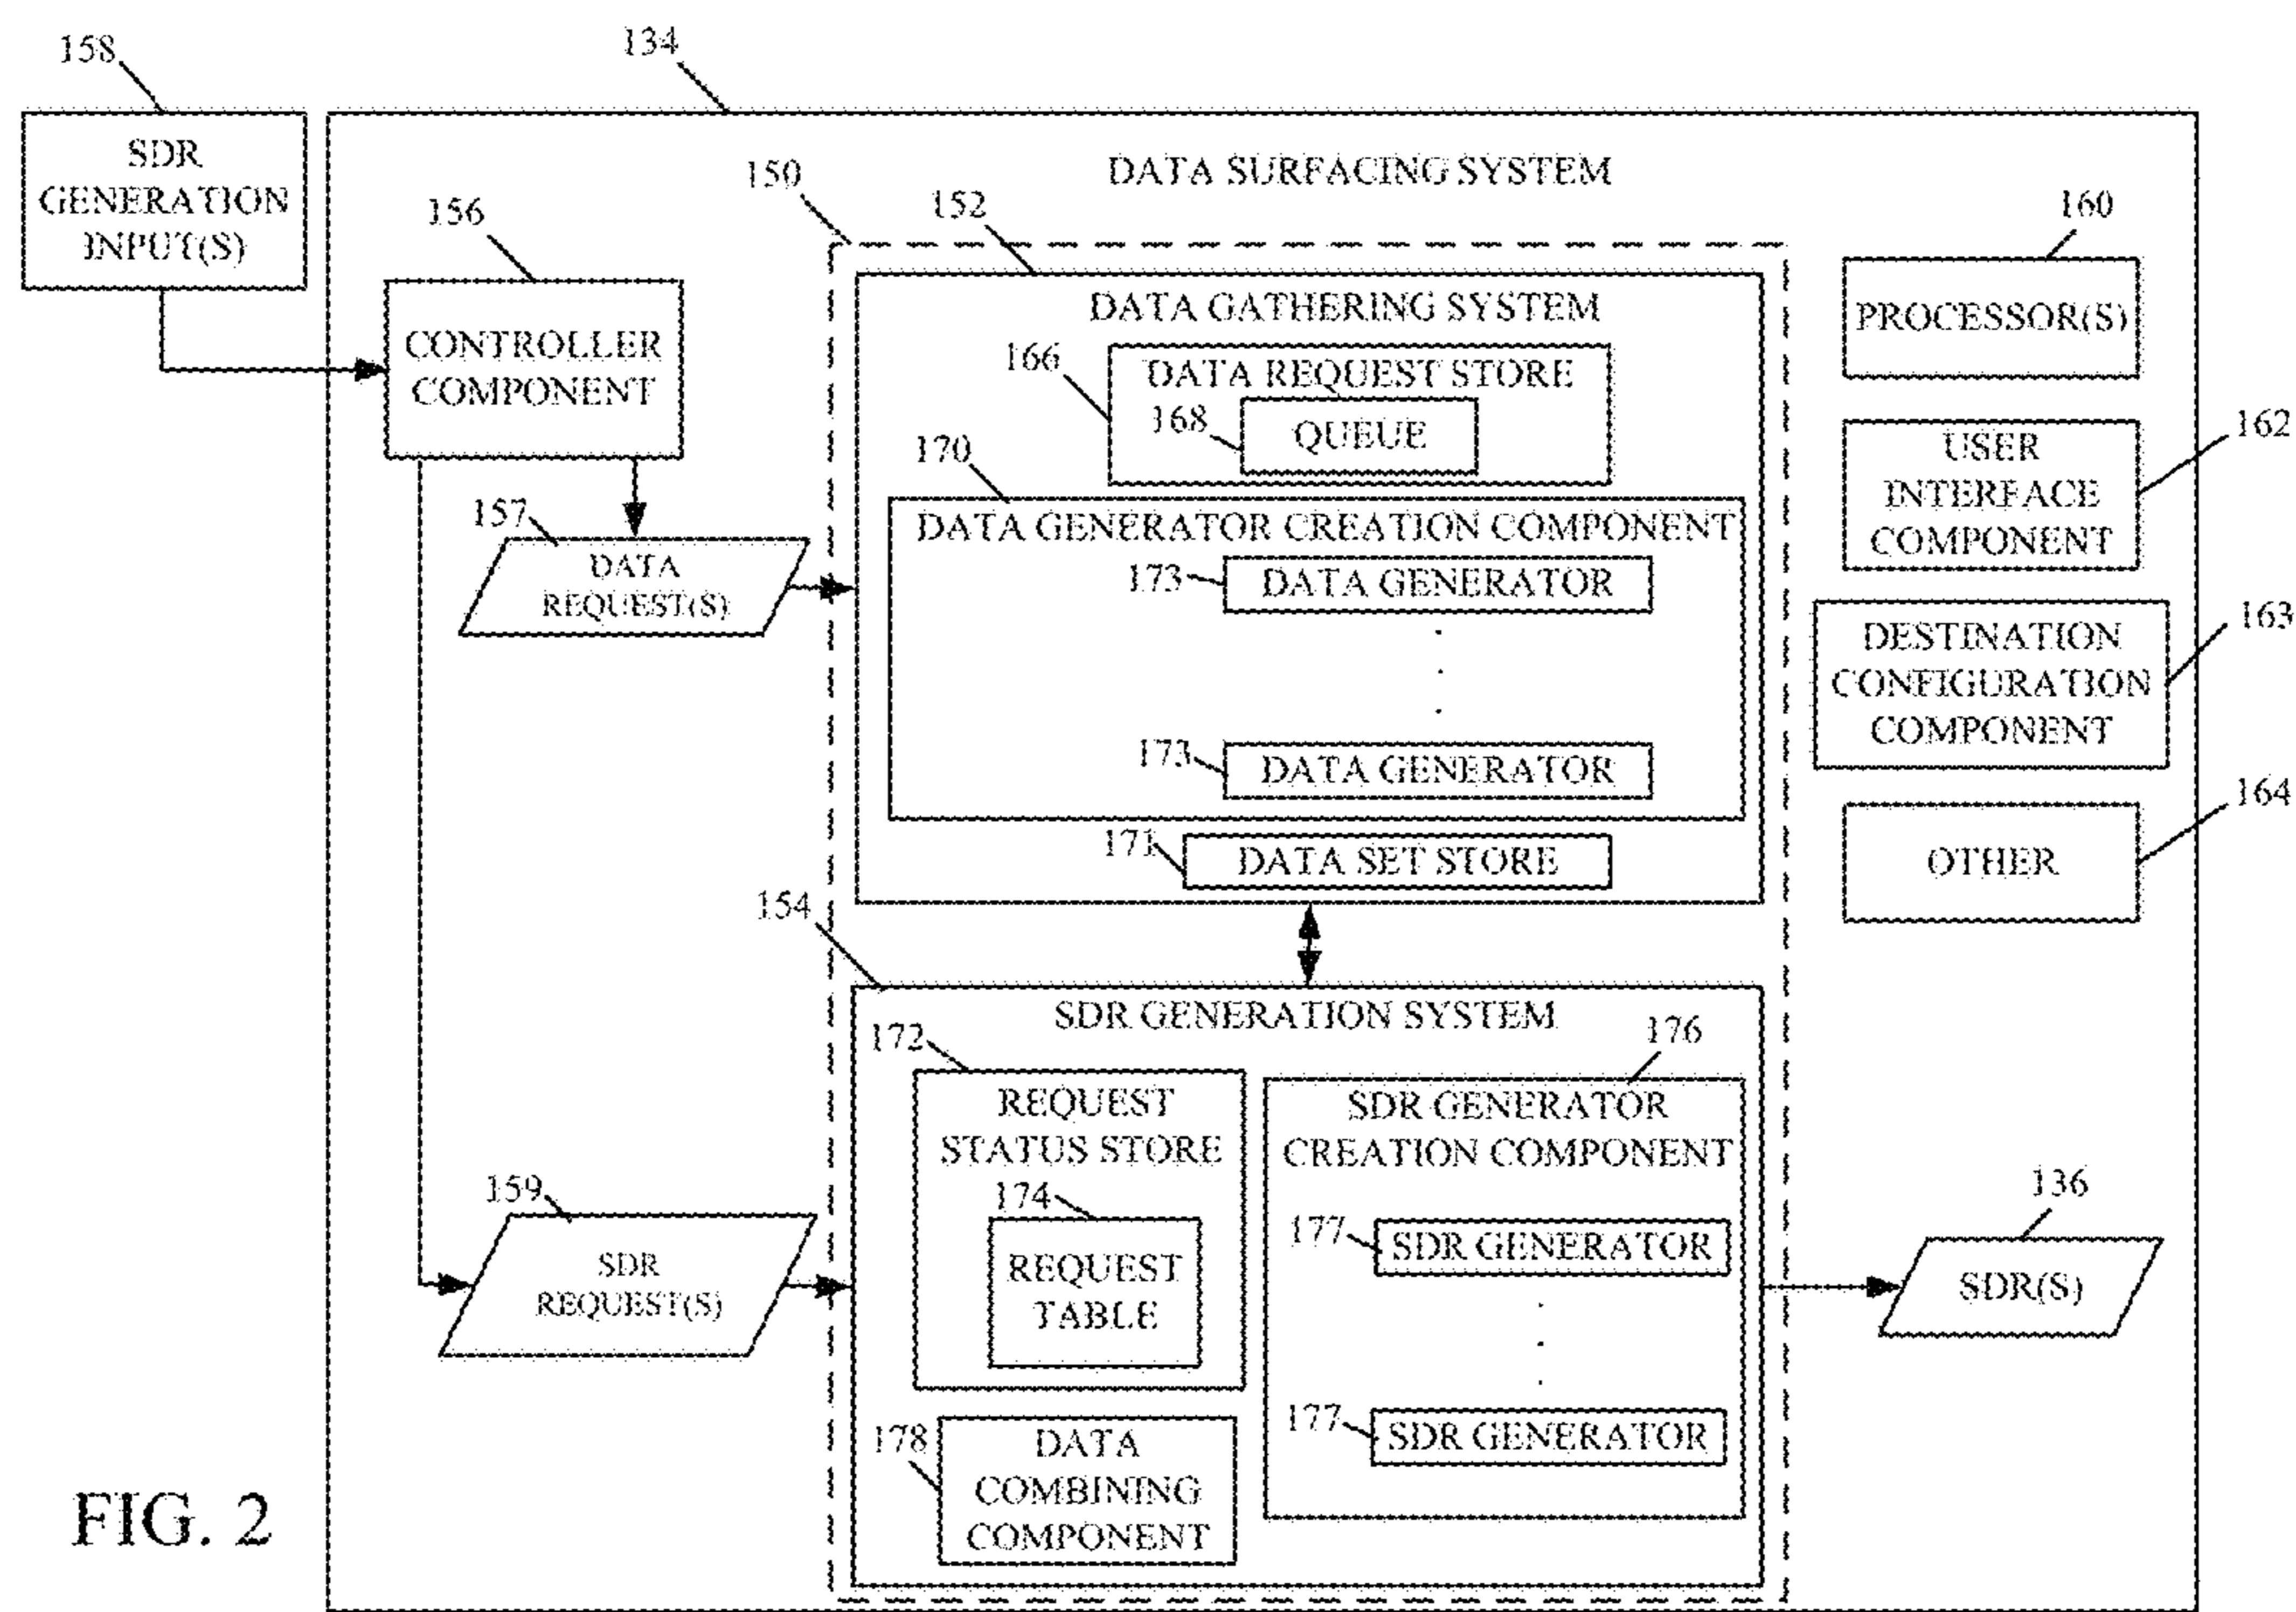 158
134
SDR
GENERATION
INPUT(S)
DATA SURFACING SYSTEM
150
152
156
160
CONTROLLER
COMPONENT
DATA GATHERING SYSTEM
PROCESSOR(S)
166
DATA REQUEST STORE
168
QUEUE
162
USER
INTERFACE
COMPONENT
170
DATA GENERATOR CREATION COMPONENT
157
DATA
REQUEST(S)
173
DATA GENERATOR
.
.
.
173
DATA GENERATOR
163
DESTINATION
CONFIGURATION
COMPONENT
164
OTHER
171
DATA SET STORE
154
SDR GENERATION SYSTEM
172
176
REQUEST
STATUS STORE
174
REQUEST
TABLE
SDR GENERATOR
CREATION COMPONENT
177
SDR GENERATOR
.
.
.
177
SDR GENERATOR
159
SDR
REQUEST(S)
136
SDR(S)
178
DATA
COMBINING
COMPONENT
FIG. 2